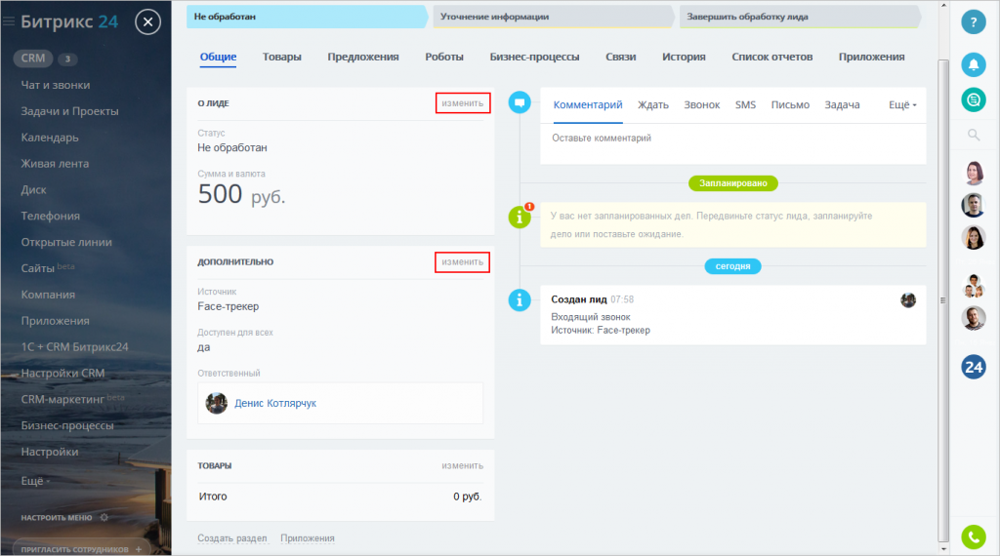 Битрикс 24
CRM 3
Чат и звонки
Задачи и Проекты
Календарь
Живая лента
Диск
Телефония
Открытые линии
Сайты beta
Компания
Приложения
1С + CRM Битрикс24
Настройки CRM
CRM-маркетинг beta
Бизнес-процессы
Настройки
Ещё
НАСТРОИТЬ МЕНЮ
ПРИГЛАСИТЬ СОТРУДНИКОВ +
Не обработан
Уточнение информации
Завершить обработку лида
Общие Товары Предложения Роботы Бизнес-процессы Связи История Список отчетов Приложения
О ЛИДЕ изменить
Статус
Не обработан
Сумма и валюта
500 руб.
ДОПОЛНИТЕЛЬНО изменить
Источник
Face-трекер
Доступен для всех
да
Ответственный
Денис Котлярчук
ТОВАРЫ изменить
Итого 0 руб.
Создать раздел Приложения
Комментарий Ждать Звонок SMS Письмо Задача Ещё
Оставьте комментарий
Запланировано
1
У вас нет запланированных дел. Передвиньте статус лида, запланируйте
дело или поставьте ожидание.
сегодня
Создан лид 07:58
Входящий звонок
Источник: Face-трекер
?
24